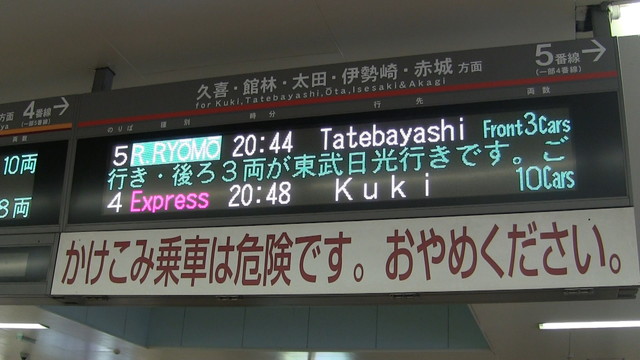 久喜・館林・太田・伊勢崎・赤城 方面
for Kuki, Tatebayashi, Ōta, Isesaki & Akagi
5番線 →
(一部4番線)
4番線 →
のりば 種別 時分 行先 両数
5 R.RYOMO 20:44 Tatebayashi Front3Cars
行き・後ろ3両が東武日光行きです。ご
4 Express 20:48 Kuki 10Cars
10両
8両
かけこみ乗車は危険です。おやめください。